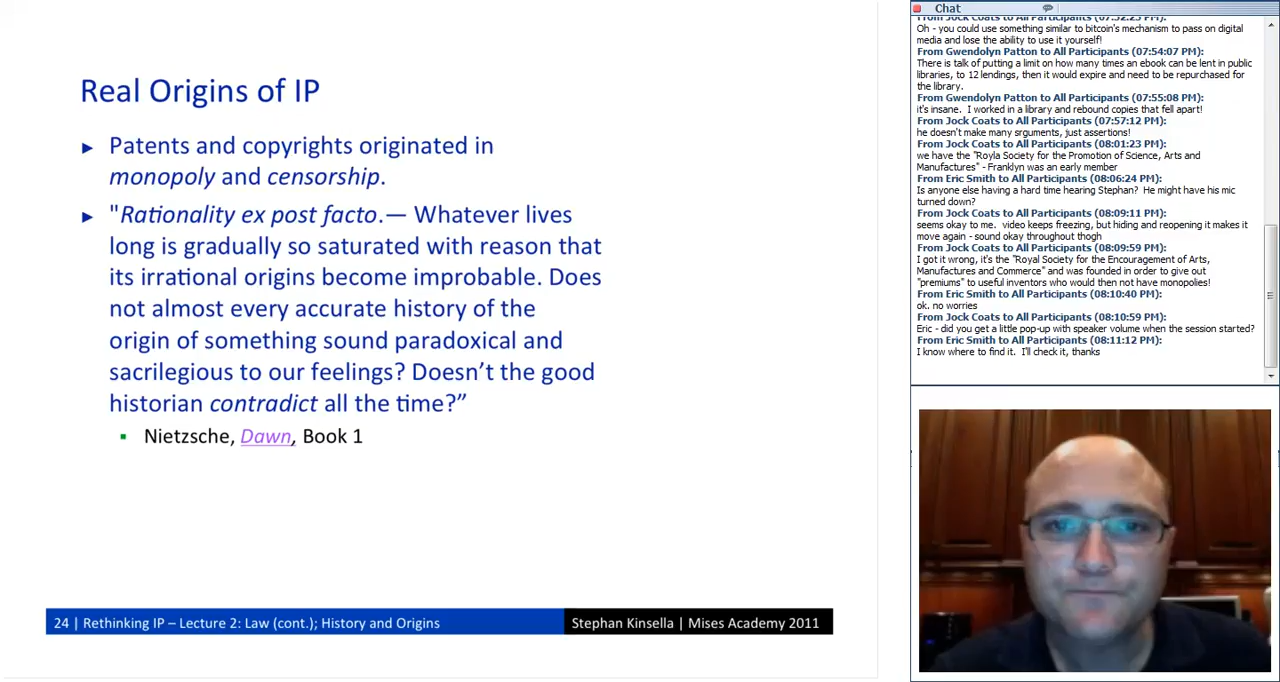 Real Origins of IP
► Patents and copyrights originated in
monopoly and censorship.
► "Rationality ex post facto.— Whatever lives
long is gradually so saturated with reason that
its irrational origins become improbable. Does
not almost every accurate history of the
origin of something sound paradoxical and
sacrilegious to our feelings? Doesn’t the good
historian contradict all the time?”
▪ Nietzsche, Dawn, Book 1
24 | Rethinking IP – Lecture 2: Law (cont.); History and Origins
Stephan Kinsella | Mises Academy 2011
Chat
From Jock Coats to All Participants (07:52:25 PM):
Oh - you could use something similar to bitcoin's mechanism to pass on digital
media and lose the ability to use it yourself!
From Gwendolyn Patton to All Participants (07:54:07 PM):
There is talk of putting a limit on how many times an ebook can be lent in public
libraries, to 12 lendings, then it would expire and need to be repurchased for
the library.
From Gwendolyn Patton to All Participants (07:55:08 PM):
it's insane. I worked in a library and rebound copies that fell apart!
From Jock Coats to All Participants (07:57:12 PM):
he doesn't make many srguments, just assertions!
From Jock Coats to All Participants (08:01:23 PM):
we have the "Royla Society for the Promotion of Science, Arts and
Manufactures" - Franklyn was an early member
From Eric Smith to All Participants (08:06:24 PM):
Is anyone else having a hard time hearing Stephan? He might have his mic
turned down?
From Jock Coats to All Participants (08:09:11 PM):
seems okay to me. video keeps freezing, but hiding and reopening it makes it
move again - sound okay throughout thogh
From Jock Coats to All Participants (08:09:59 PM):
I got it wrong, it's the "Royal Society for the Encouragement of Arts,
Manufactures and Commerce" and was founded in order to give out
"premiums" to useful inventors who would then not have monopolies!
From Eric Smith to All Participants (08:10:40 PM):
ok. no worries
From Jock Coats to All Participants (08:10:59 PM):
Eric - did you get a little pop-up with speaker volume when the session started?
From Eric Smith to All Participants (08:11:12 PM):
I know where to find it. I'll check it, thanks